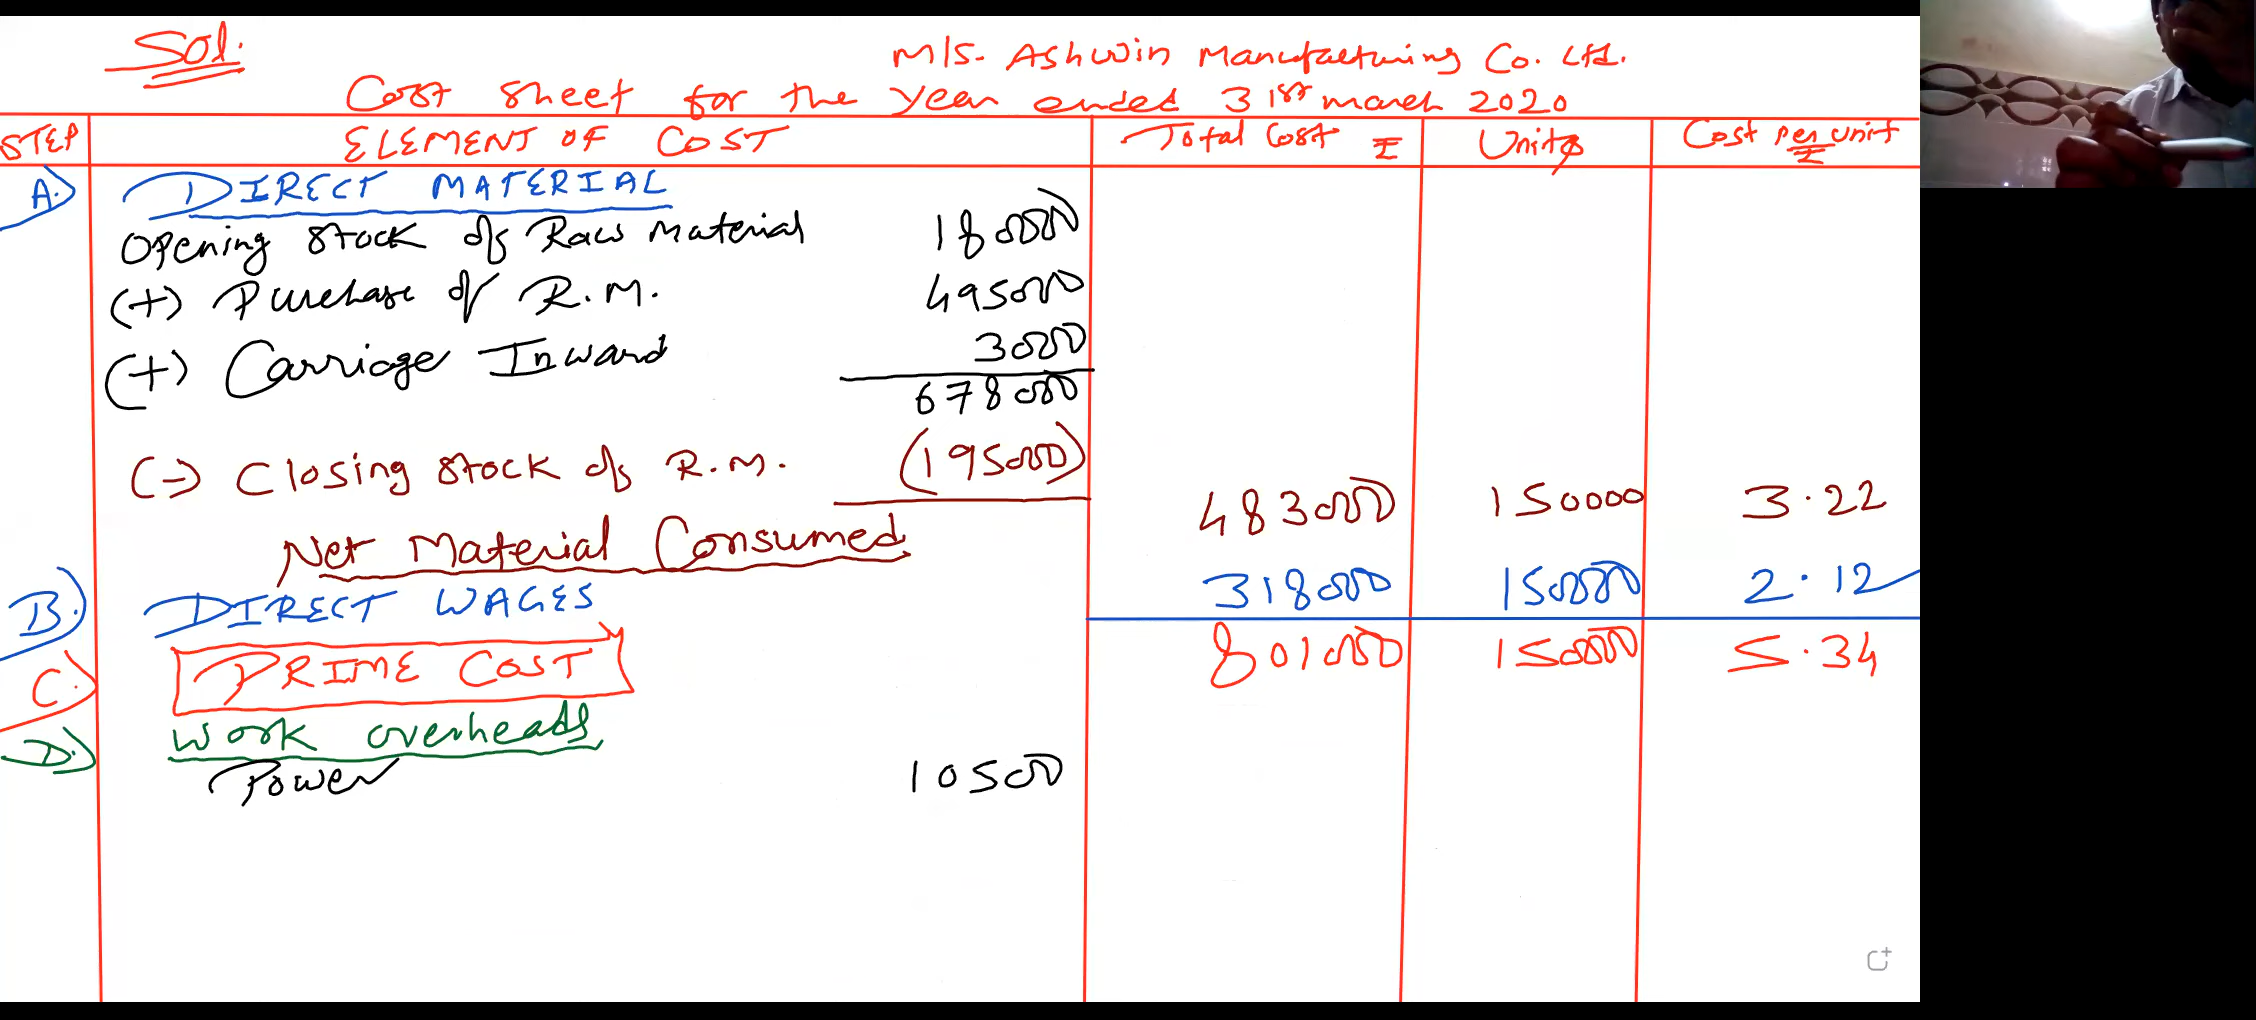 Sol.
M/S. Ashwin Manufacturing Co. Ltd.
Cost sheet for the year ended 31st march 2020
STEP ELEMENT OF COST Total Cost ₹ Units Cost per unit ₹
A.) DIRECT MATERIAL
Opening stock of Raw Material 180000
(+) Purchase of R.M. 495000
(+) Carriage Inward 3000
678000
(-) Closing stock of R.M. (195000)
Net Material Consumed 483000 150000 3.22
B.) DIRECT WAGES 318000 150000 2.12
C.) PRIME COST 801000 150000 5.34
D.) Work overheads
Power 10500